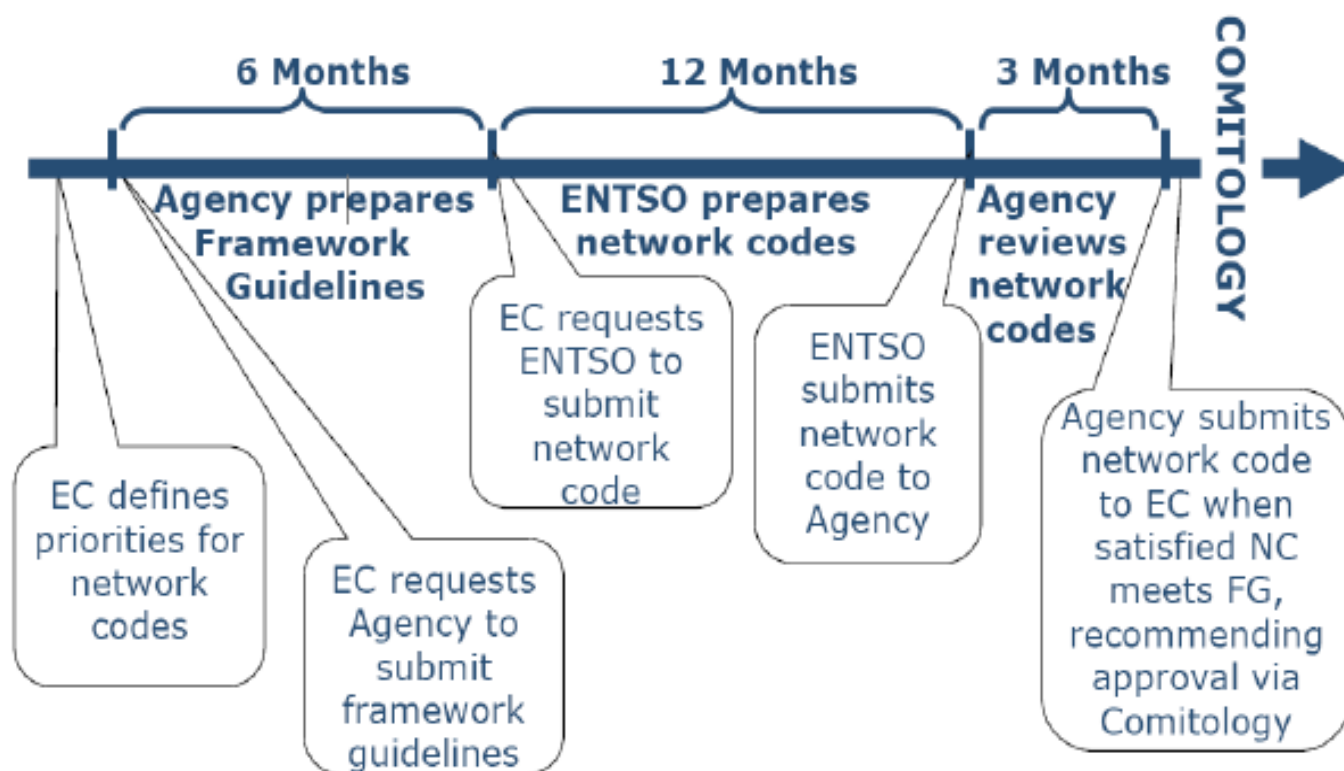 6 Months
12 Months
3 Months
COMITOLOGY
Agency prepares
Framework
Guidelines
ENTSO prepares
network codes
Agency
reviews
network
codes
EC defines
priorities for
network
codes
EC requests
Agency to
submit
framework
guidelines
EC requests
ENTSO to
submit
network
code
ENTSO
submits
network
code to
Agency
Agency submits
network code
to EC when
satisfied NC
meets FG,
recommending
approval via
Comitology